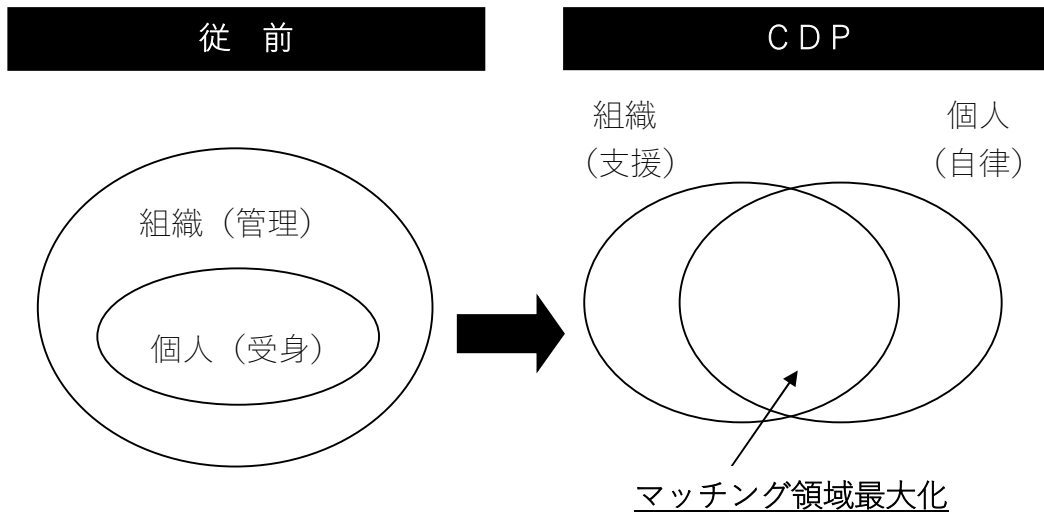 従 前
組織（管理）
個人（受身）
ＣＤＰ
組織
（支援）
個人
（自律）
マッチング領域最大化